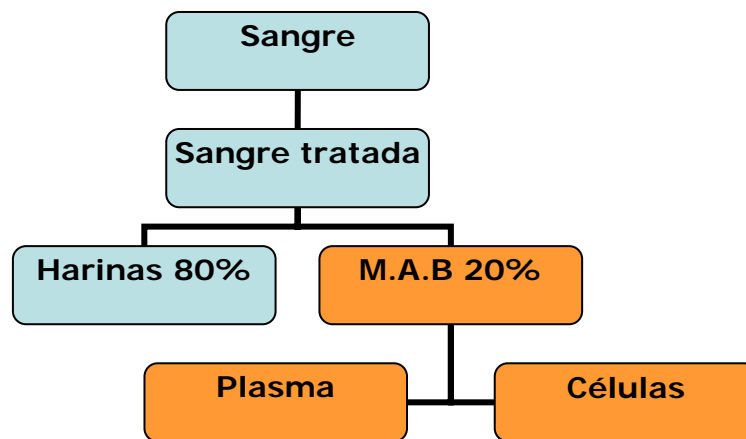 Sangre
Sangre tratada
Harinas 80%
M.A.B 20%
Plasma
Células